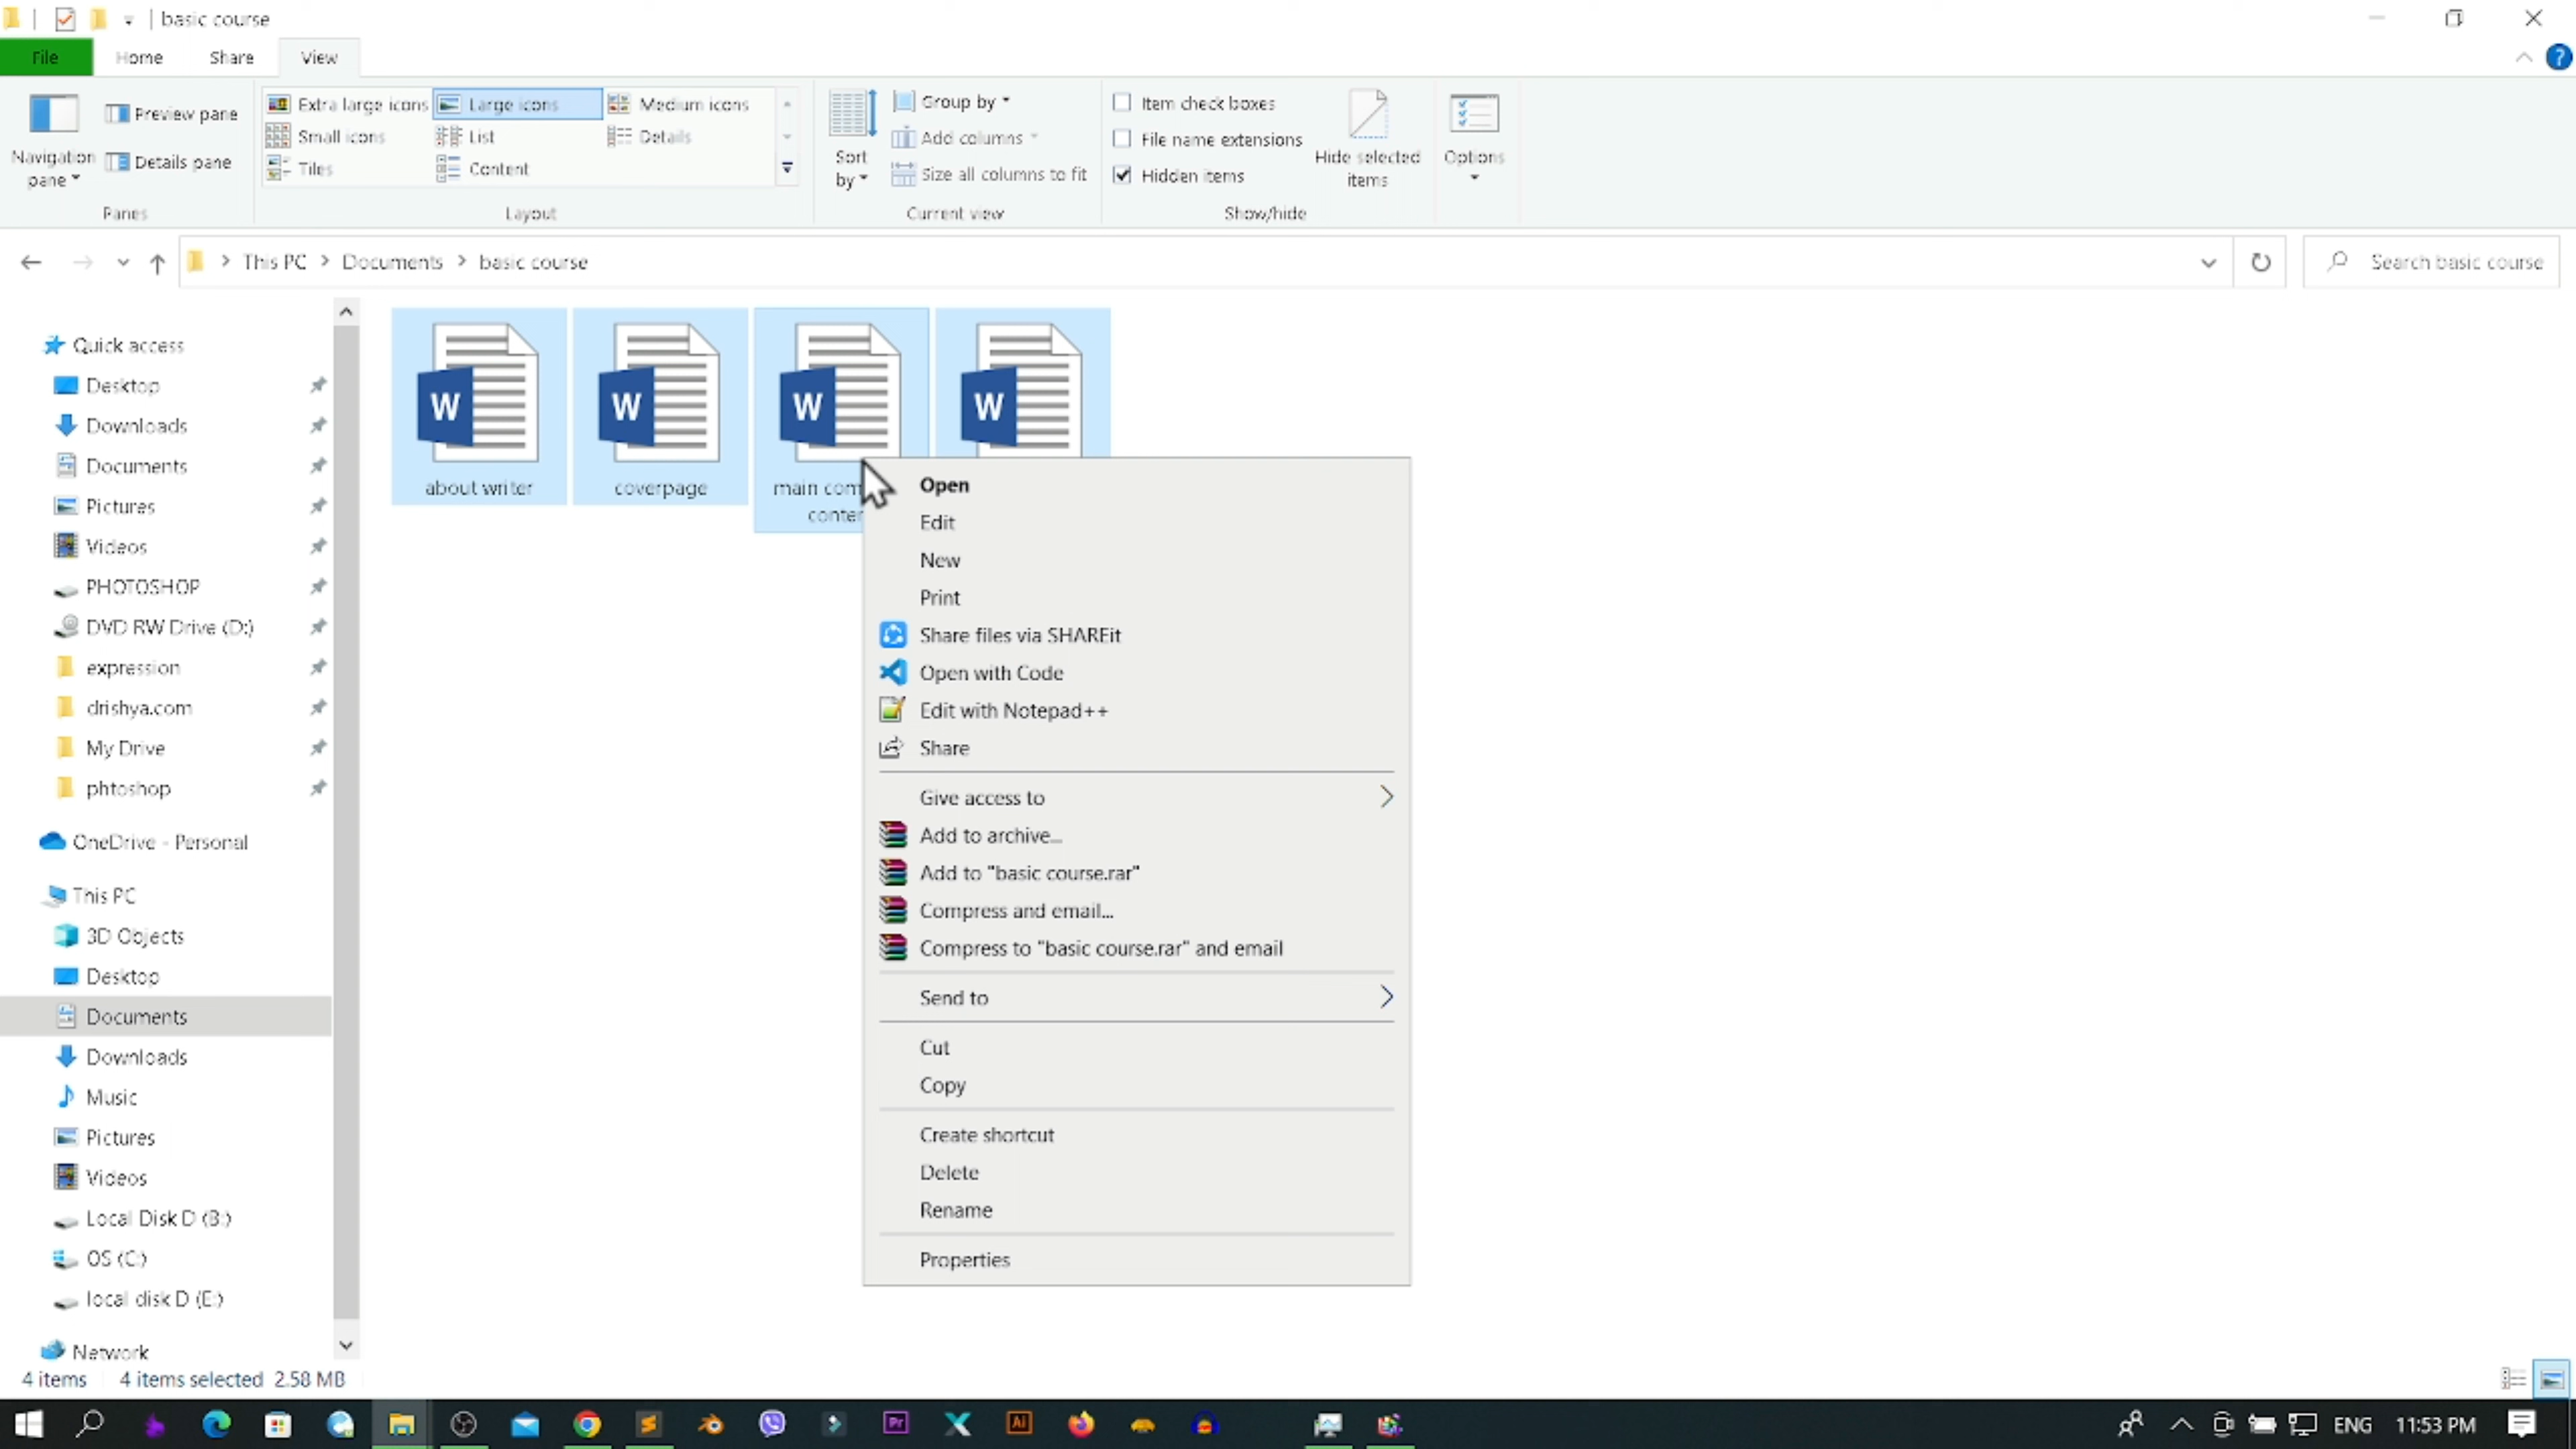 basic course
File Home Share View
Navigation pane
Preview pane
Details pane
Panes
Extra large icons Large icons Medium icons
Small icons List Details
Tiles Content
Layout
Sort by
Group by
Add columns
Size all columns to fit
Current view
Item check boxes
File name extensions
Hidden items
Hide selected items
Show/hide
Options
This PC > Documents > basic course
Search basic course
Quick access
Desktop
Downloads
Documents
Pictures
Videos
PHOTOSHOP
DVD RW Drive (D:)
expression
drishya.com
My Drive
phtoshop
OneDrive - Personal
This PC
3D Objects
Desktop
Documents
Downloads
Music
Pictures
Videos
Local Disk D (B:)
OS (C:)
local disk D (E:)
Network
W W W W
about writer
coverpage
main
Open
Edit
New
Print
Share files via SHAREit
Open with Code
Edit with Notepad++
Share
Give access to
Add to archive...
Add to "basic course.rar"
Compress and email...
Compress to "basic course.rar" and email
Send to
Cut
Copy
Create shortcut
Delete
Rename
Properties
4 items 4 items selected 2.58 MB
Pr Ai
ENG 11:53 PM